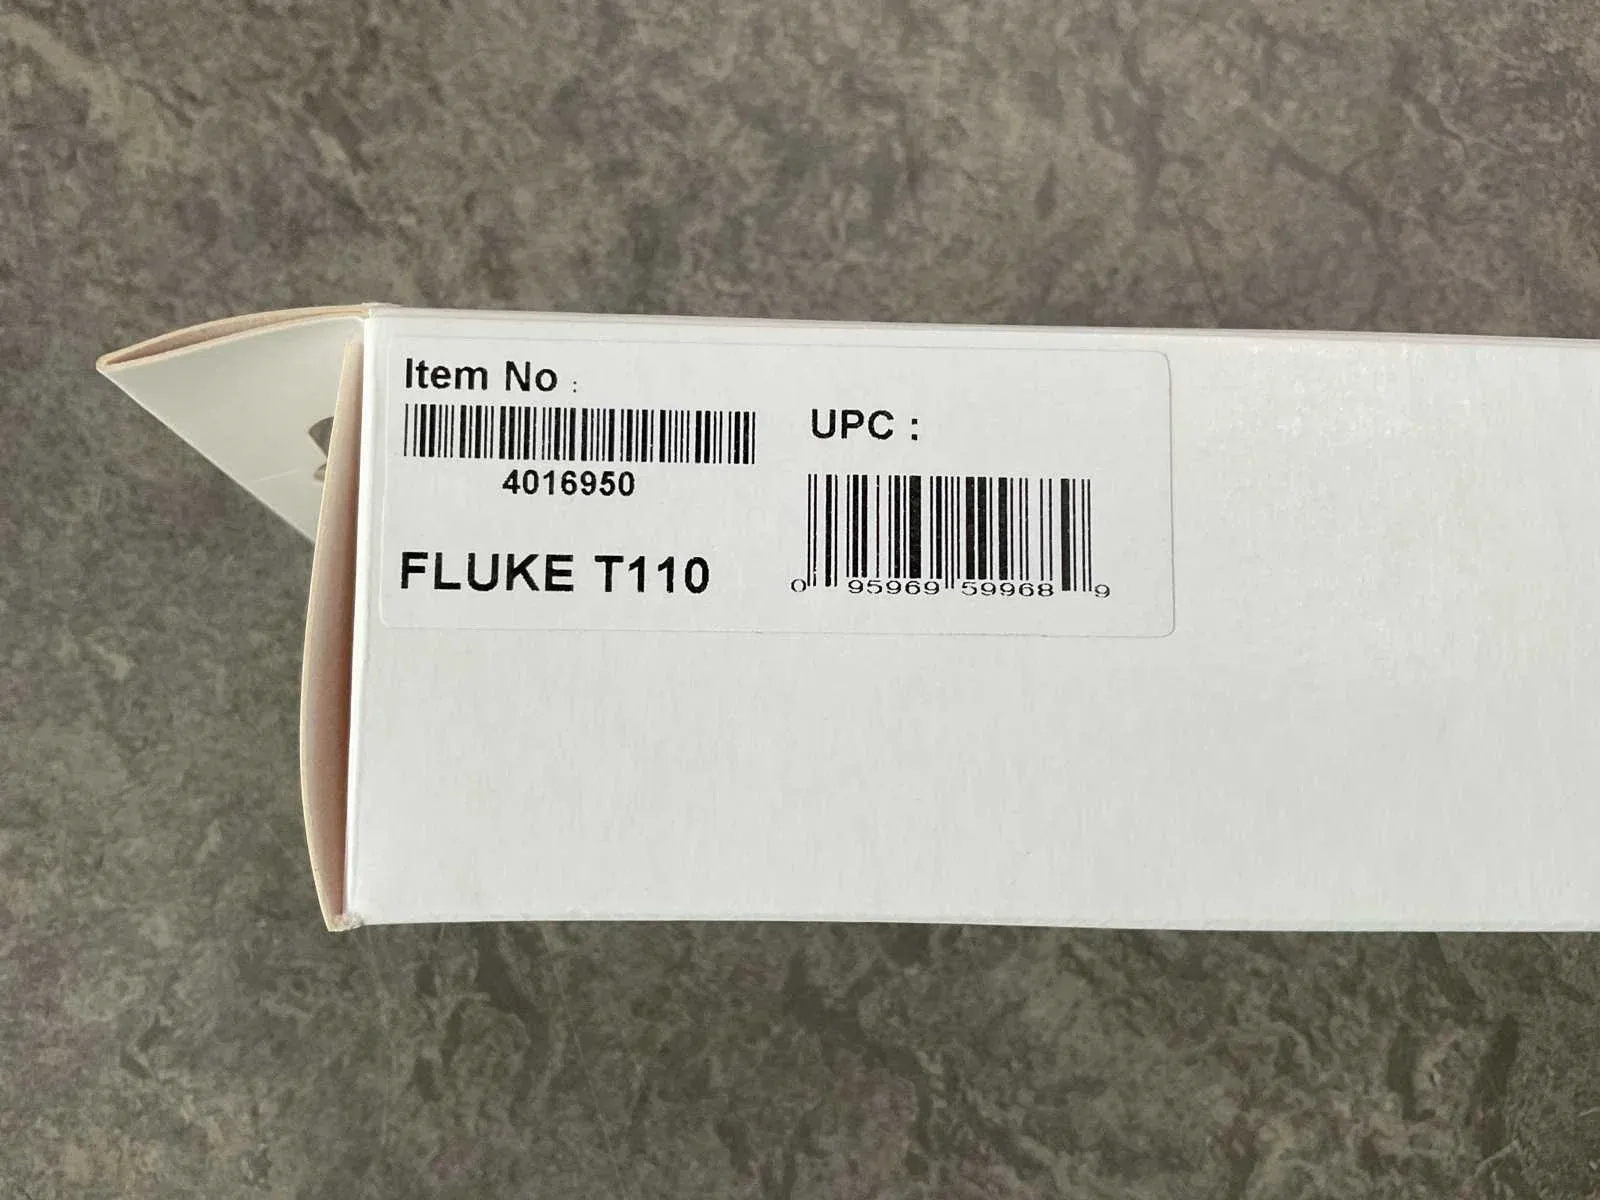 Item No :
4016950
FLUKE T110
UPC :
0 95969 59968 9